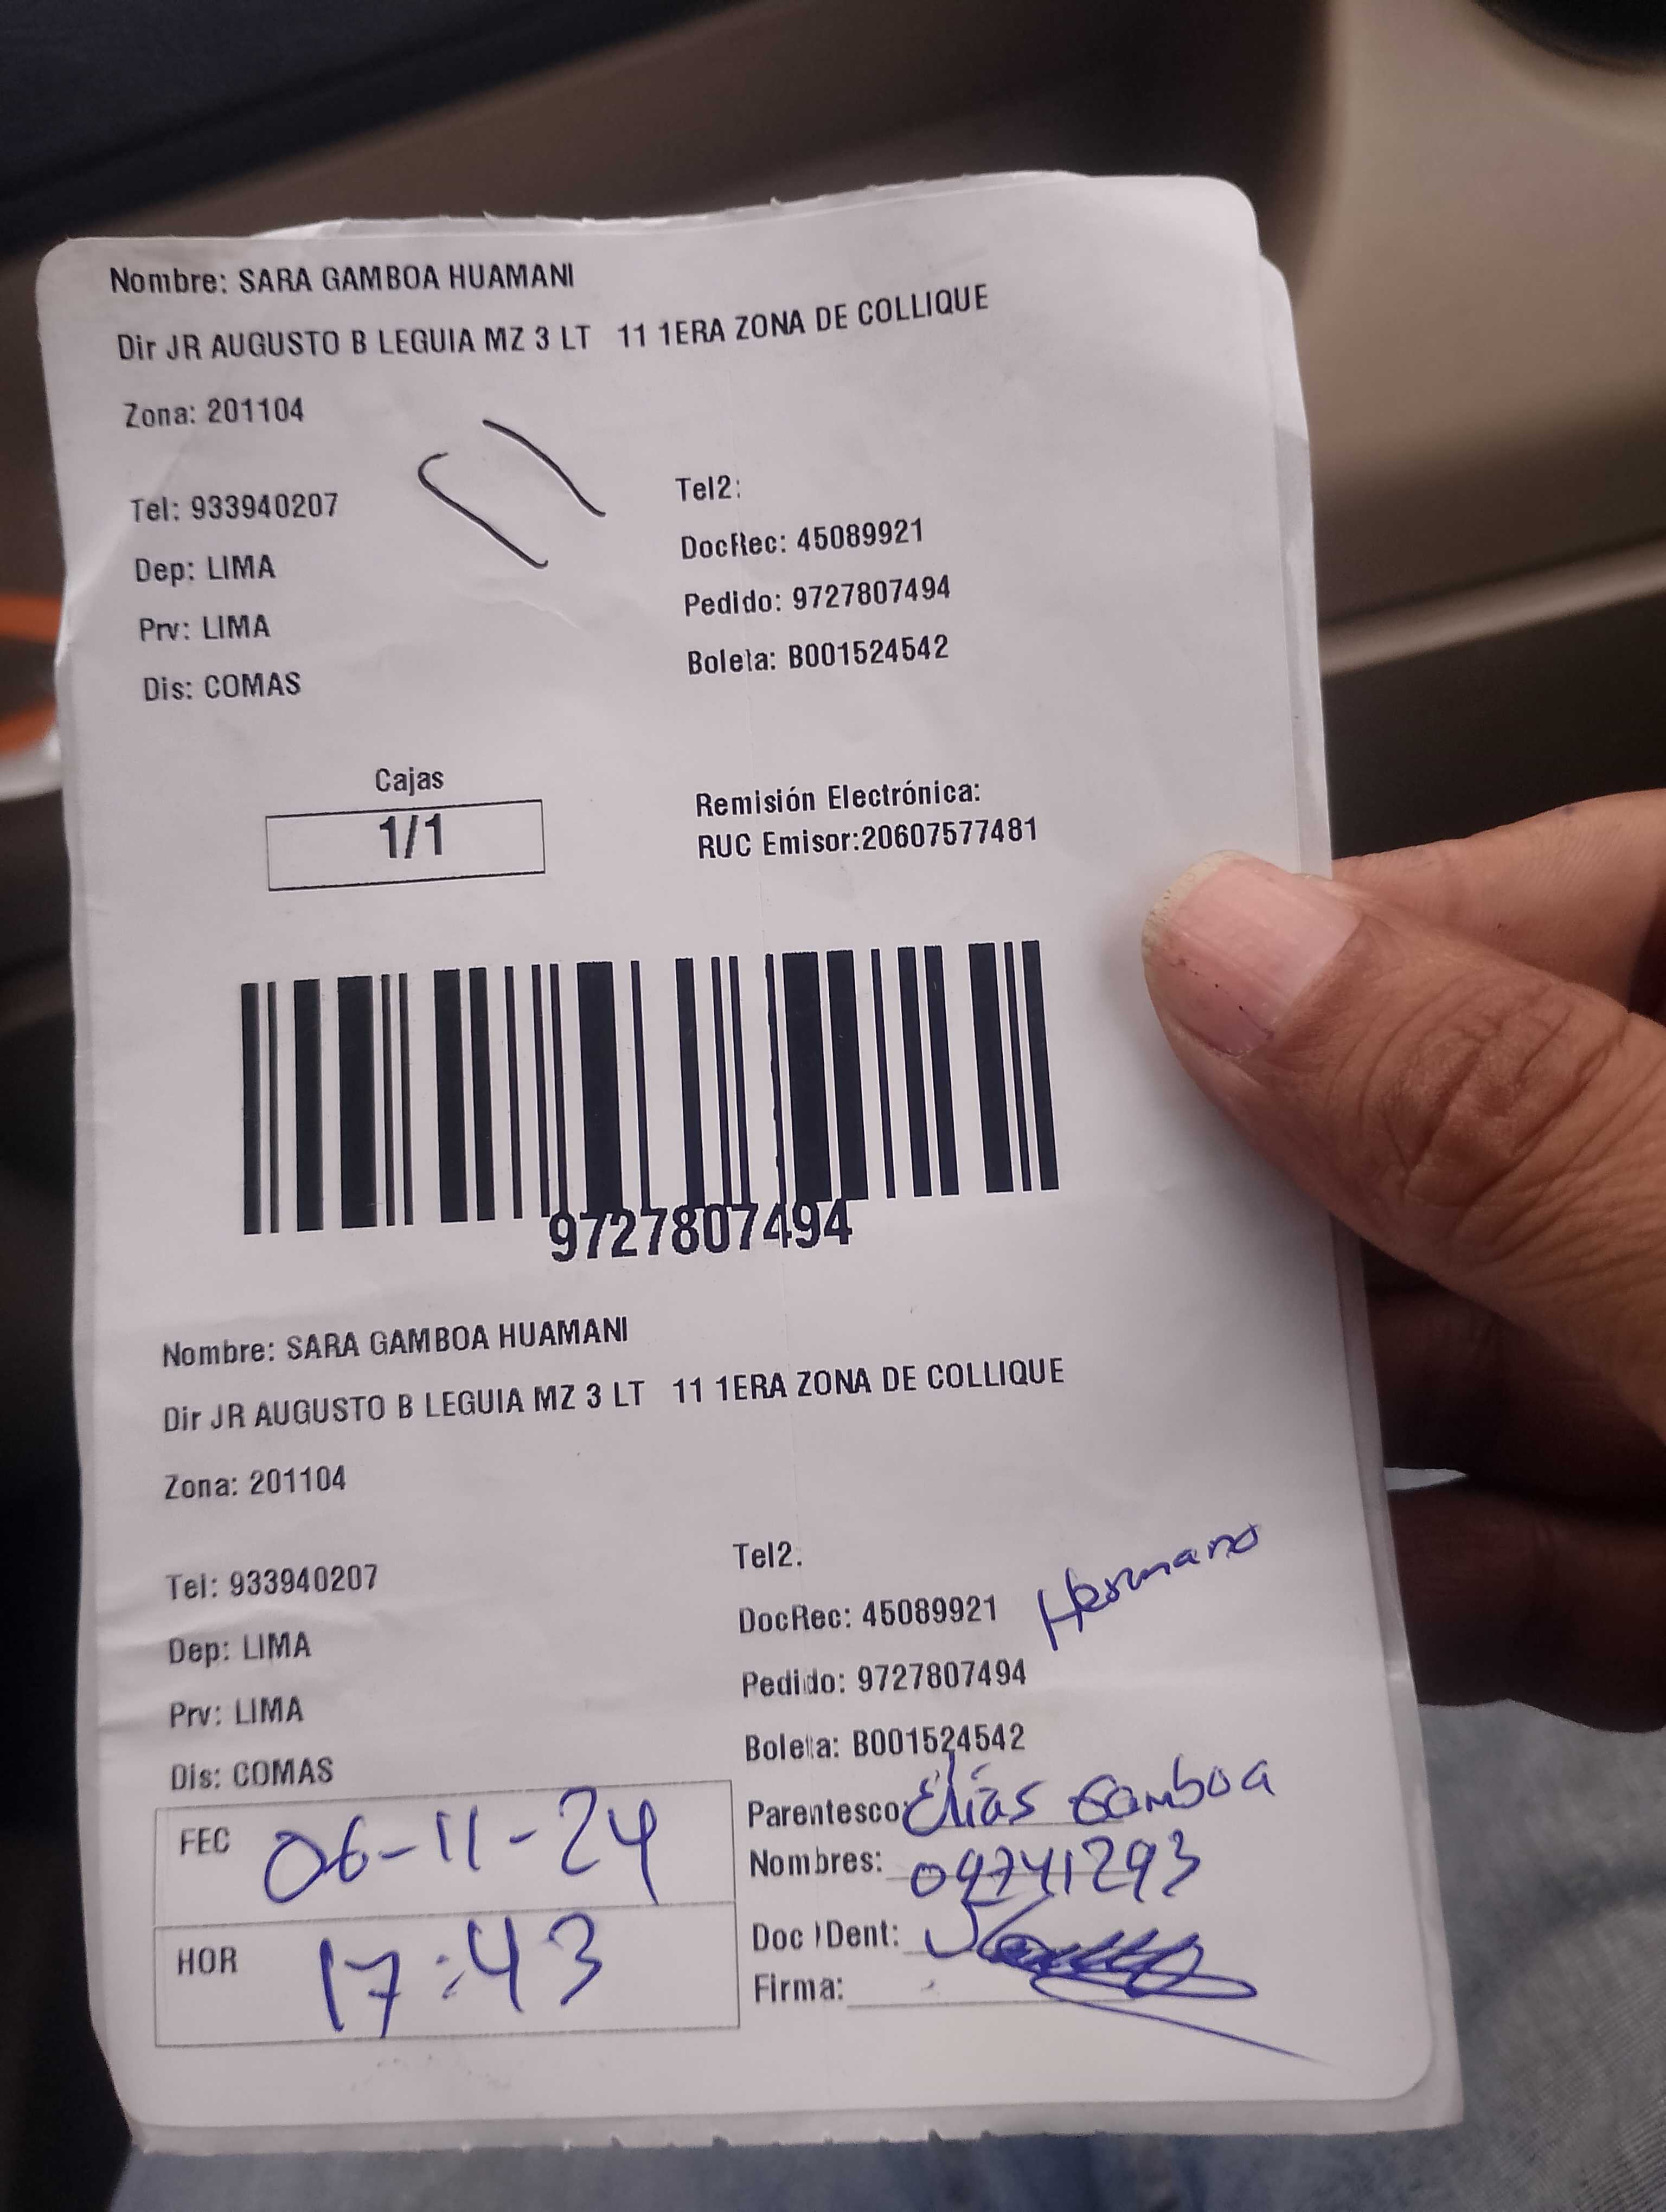 Nombre: SARA GAMBOA HUAMANI
Dir JR AUGUSTO B LEGUIA MZ 3 LT 11 1ERA ZONA DE COLLIQUE
Zona: 201104
Tel: 933940207
Tel2:
Dep: LIMA
DocRec: 45089921
Prv: LIMA
Pedido: 9727807494
Dis: COMAS
Boleta: B001524542
Cajas
1/1
Remisión Electrónica:
RUC Emisor:20607577481
9727807494
Nombre: SARA GAMBOA HUAMANI
Dir JR AUGUSTO B LEGUIA MZ 3 LT 11 1ERA ZONA DE COLLIQUE
Zona: 201104
Tel: 933940207
Tel2.
Dep: LIMA
DocRec: 45089921 Hermano
Prv: LIMA
Pedido: 9727807494
Dis: COMAS
Boleta: B001524542
FEC 06-11-24
Parentesco: Elías Gamboa
Nombres: 09741293
HOR 17:43
Doc IDent:
Firma: